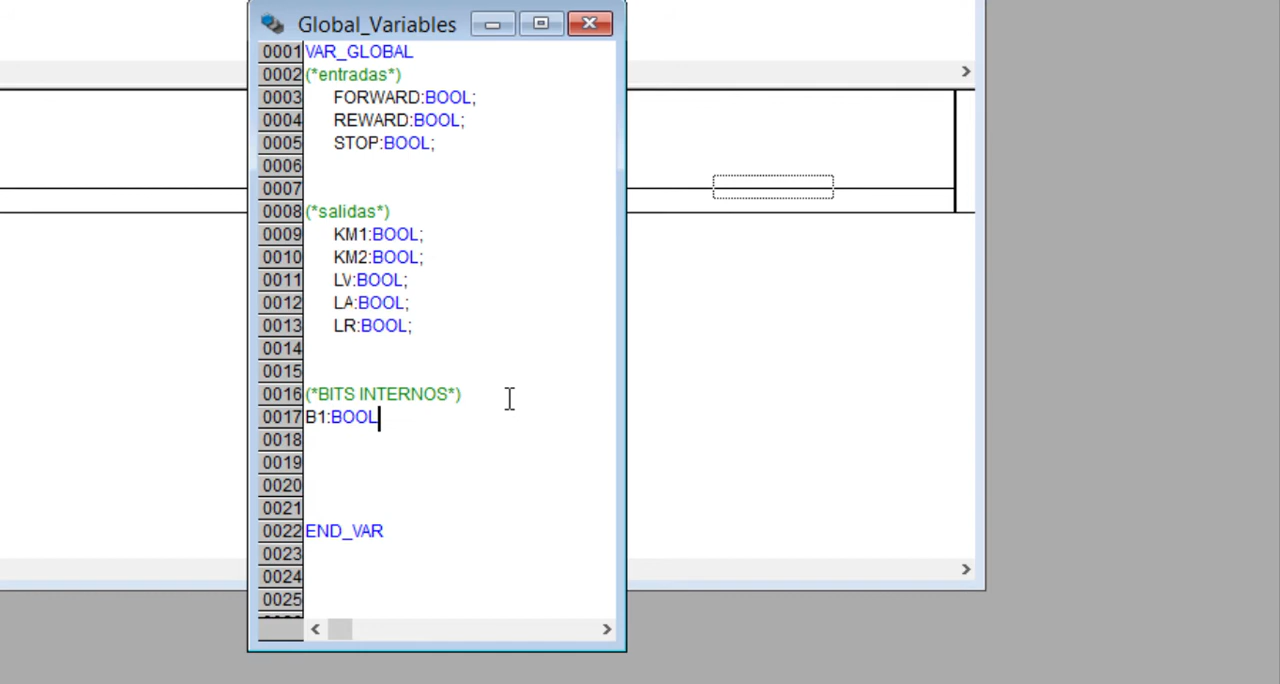 Global_Variables
0001 VAR_GLOBAL
0002 (*entradas*)
0003 FORWARD:BOOL;
0004 REWARD:BOOL;
0005 STOP:BOOL;
0006
0007
0008 (*salidas*)
0009 KM1:BOOL;
0010 KM2:BOOL;
0011 LV:BOOL;
0012 LA:BOOL;
0013 LR:BOOL;
0014
0015
0016 (*BITS INTERNOS*)
0017 B1:BOOL
0018
0019
0020
0021
0022 END_VAR
0023
0024
0025